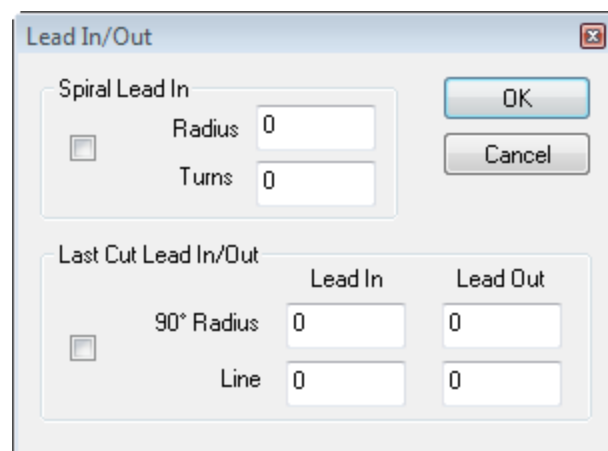 Lead In/Out
Spiral Lead In
Radius 0
Turns 0
OK
Cancel
Last Cut Lead In/Out
Lead In Lead Out
90° Radius 0 0
Line 0 0